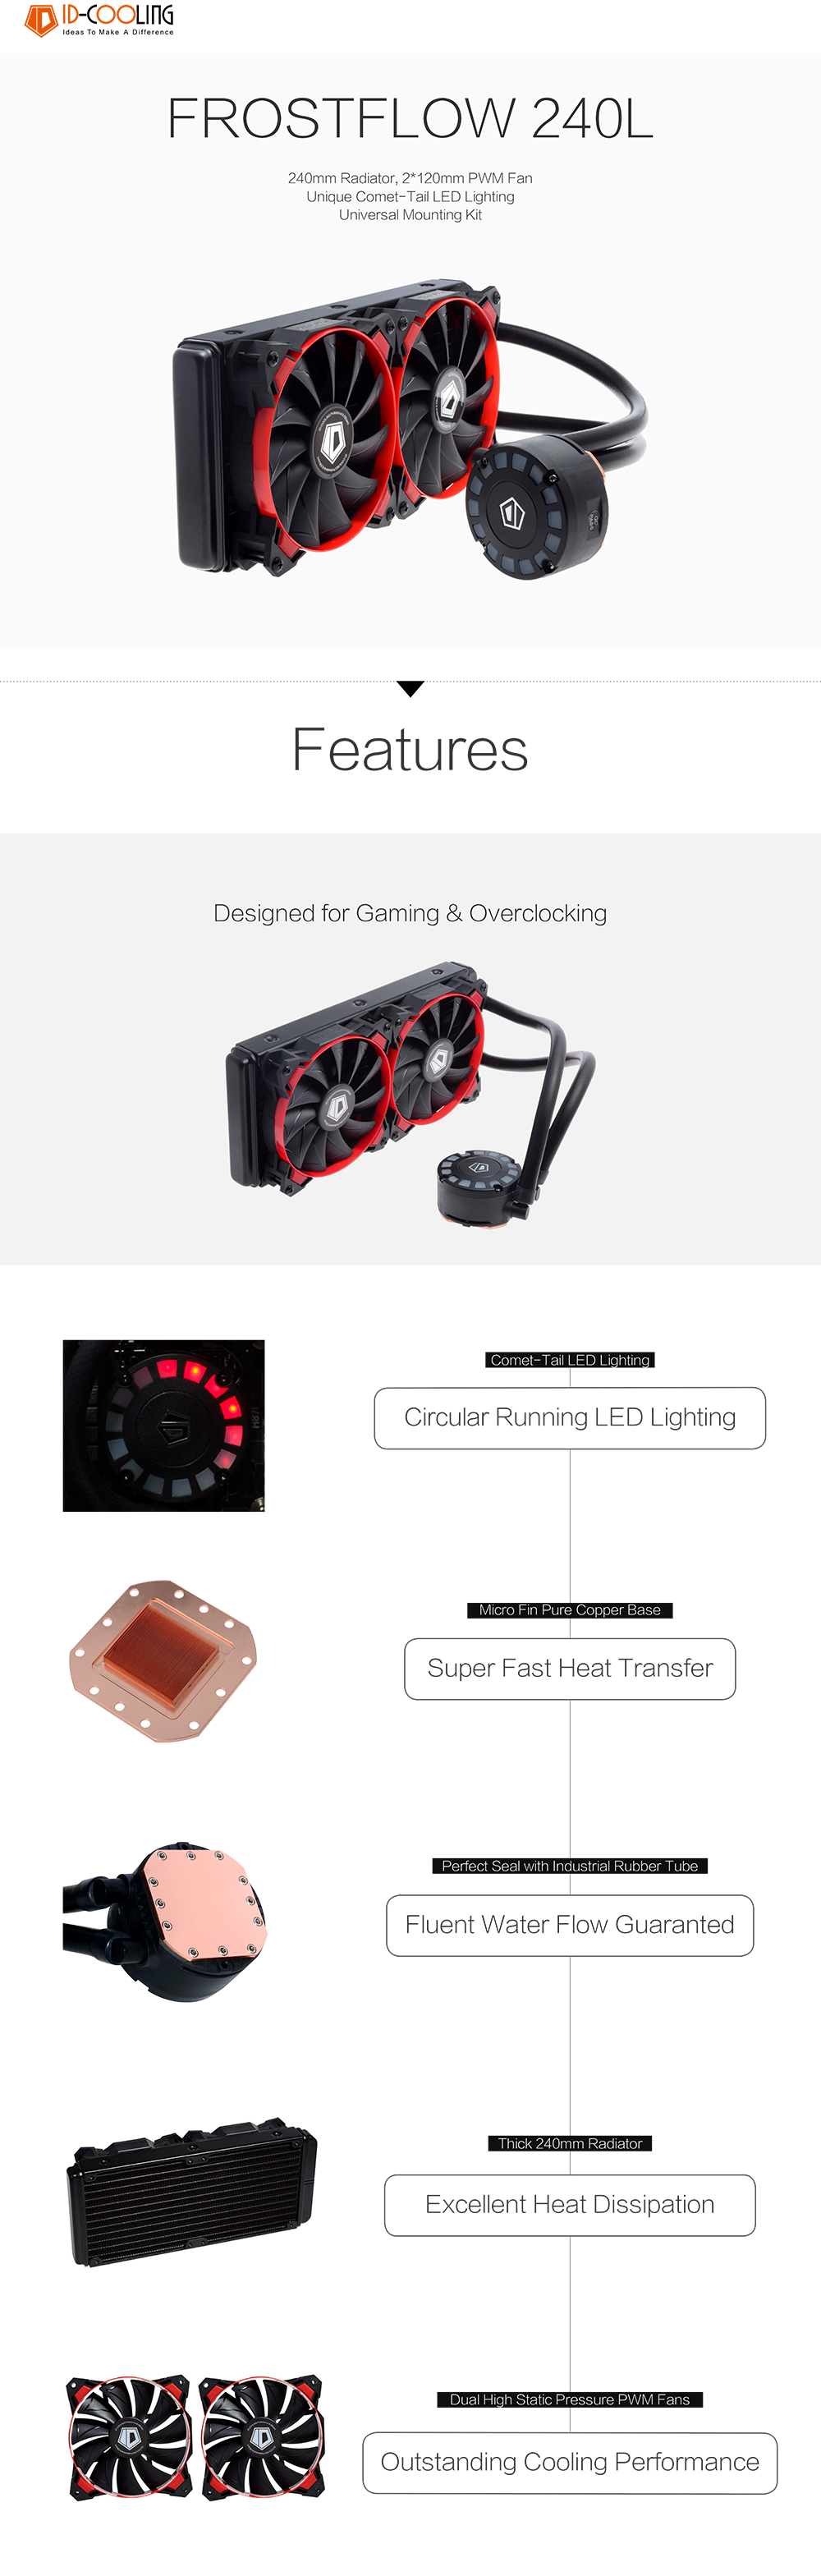 ID-COOLING
Ideas To Make A Difference
FROSTFLOW 240L
240mm Radiator, 2*120mm PWM Fan
Unique Comet-Tail LED Lighting
Universal Mounting Kit
Features
Designed for Gaming & Overclocking
Comet-Tail LED Lighting
Circular Running LED Lighting
Micro Fin Pure Copper Base
Super Fast Heat Transfer
Perfect Seal with Industrial Rubber Tube
Fluent Water Flow Guaranted
Thick 240mm Radiator
Excellent Heat Dissipation
Dual High Static Pressure PWM Fans
Outstanding Cooling Performance